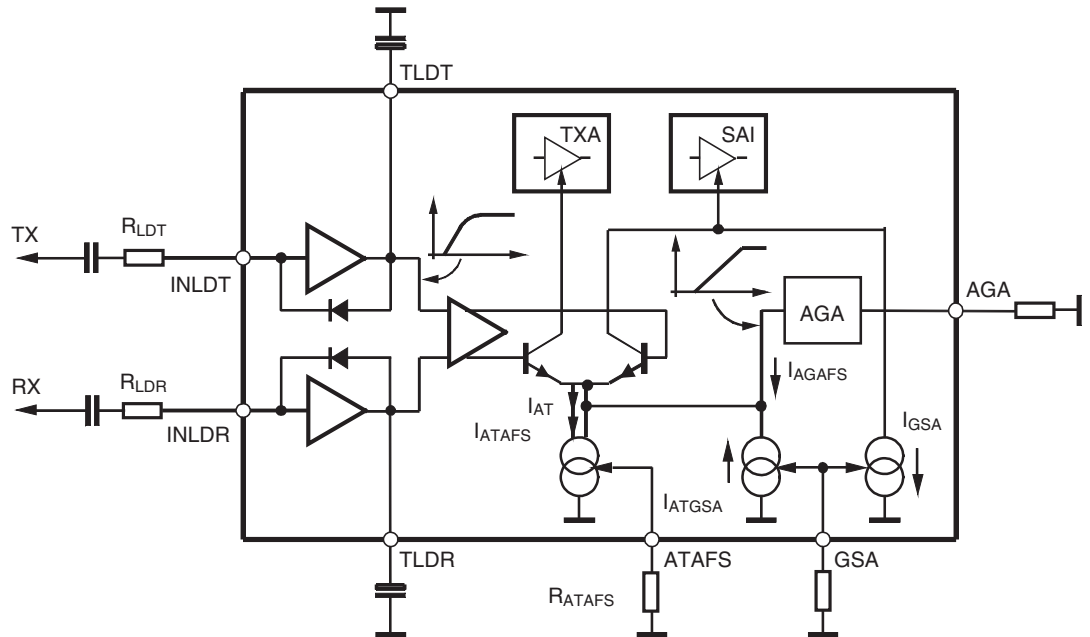 TLDT
TXA
SAI
TX
RLDT
INLDT
AGA
AGA
RX
RLDR
INLDR
IAGAFS
IAT
IATAFS
IGSA
IATGSA
TLDR
ATAFS
GSA
RATAFS